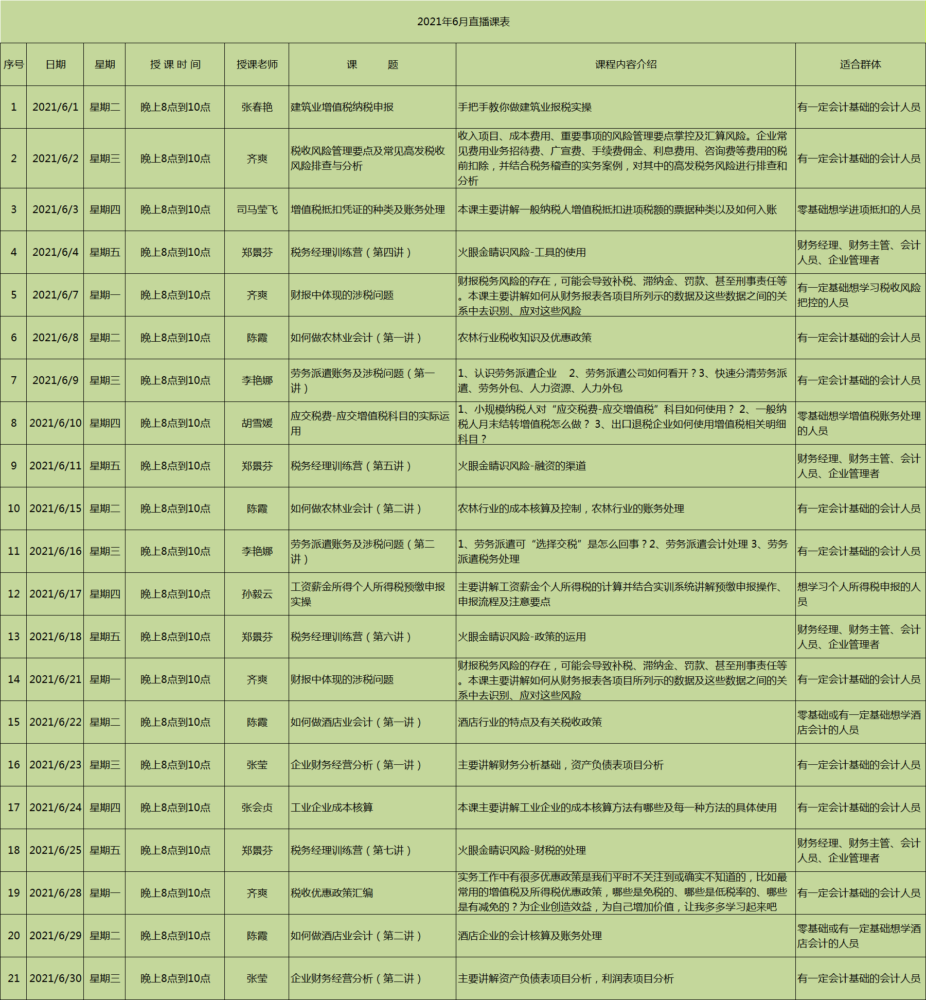 2021年6月直播课表
序号 日期 星期 授 课 时 间 授课老师 课 题 课程内容介绍 适合群体
1 2021/6/1 星期二 晚上8点到10点 张春艳 建筑业增值税纳税申报 手把手教你做建筑业报税实操 有一定会计基础的会计人员
2 2021/6/2 星期三 晚上8点到10点 齐爽 税收风险管理要点及常见高发税收
风险排查与分析
收入项目、成本费用、重要事项的风险管理要点掌控及汇算风险。企业常
见费用业务招待费、广宣费、手续费佣金、利息费用、咨询费等费用的税
前扣除，并结合税务稽查的实务案例，对其中的高发税务风险进行排查和
分析
有一定会计基础的会计人员
3 2021/6/3 星期四 晚上8点到10点 司马莹飞 增值税抵扣凭证的种类及账务处理 本课主要讲解一般纳税人增值税抵扣进项税额的票据种类以及如何入账 零基础想学进项抵扣的人员
4 2021/6/4 星期五 晚上8点到10点 郑景芬 税务经理训练营（第四讲） 火眼金睛识风险-工具的使用 财务经理、财务主管、会计
人员、企业管理者
5 2021/6/7 星期一 晚上8点到10点 齐爽 财报中体现的涉税问题
财报税务风险的存在，可能会导致补税、滞纳金、罚款、甚至刑事责任等
。本课主要讲解如何从财务报表各项目所列示的数据及这些数据之间的关
系中去识别、应对这些风险
有一定基础想学习税收风险
把控的人员
6 2021/6/8 星期二 晚上8点到10点 陈霞 如何做农林业会计（第一讲） 农林行业税收知识及优惠政策 有一定会计基础的会计人员
7 2021/6/9 星期三 晚上8点到10点 李艳娜 劳务派遣账务及涉税问题（第一
讲）
1、认识劳务派遣企业 2、劳务派遣公司如何看开？3、快速分清劳务派
遣、劳务外包、人力资源、人力外包
有一定会计基础的会计人员
8 2021/6/10 星期四 晚上8点到10点 胡雪媛 应交税费-应交增值税科目的实际运
用
1、小规模纳税人对“应交税费-应交增值税”科目如何使用？ 2、一般纳
税人月末结转增值税怎么做？ 3、出口退税企业如何使用增值税相关明细
科目？
零基础想学增值税账务处理
的人员
9 2021/6/11 星期五 晚上8点到10点 郑景芬 税务经理训练营（第五讲） 火眼金睛识风险-融资的渠道 财务经理、财务主管、会计
人员、企业管理者
10 2021/6/15 星期二 晚上8点到10点 陈霞 如何做农林业会计（第二讲） 农林行业的成本核算及控制，农林行业的账务处理 有一定会计基础的会计人员
11 2021/6/16 星期三 晚上8点到10点 李艳娜 劳务派遣账务及涉税问题（第二
讲）
1、劳务派遣可“选择交税”是怎么回事？2、劳务派遣会计处理 3、劳务
派遣税务处理
有一定会计基础的会计人员
12 2021/6/17 星期四 晚上8点到10点 孙毅云 工资薪金所得个人所得税预缴申报
实操
主要讲解工资薪金个人所得税的计算并结合实训系统讲解预缴申报操作、
申报流程及注意要点
想学习个人所得税申报的人
员
13 2021/6/18 星期五 晚上8点到10点 郑景芬 税务经理训练营（第六讲） 火眼金睛识风险-政策的运用 财务经理、财务主管、会计
人员、企业管理者
14 2021/6/21 星期一 晚上8点到10点 齐爽 财报中体现的涉税问题
财报税务风险的存在，可能会导致补税、滞纳金、罚款、甚至刑事责任等
。本课主要讲解如何从财务报表各项目所列示的数据及这些数据之间的关
系中去识别、应对这些风险
有一定会计基础的会计人员
15 2021/6/22 星期二 晚上8点到10点 陈霞 如何做酒店业会计（第一讲） 酒店行业的特点及有关税收政策 零基础或有一定基础想学酒
店会计的人员
16 2021/6/23 星期三 晚上8点到10点 张莹 企业财务经营分析（第一讲） 主要讲解财务分析基础，资产负债表项目分析 有一定会计基础的会计人员
17 2021/6/24 星期四 晚上8点到10点 张会贞 工业企业成本核算 本课主要讲解工业企业的成本核算方法有哪些及每一种方法的具体使用 有一定会计基础的会计人员
18 2021/6/25 星期五 晚上8点到10点 郑景芬 税务经理训练营（第七讲） 火眼金睛识风险-财税的处理 财务经理、财务主管、会计
人员、企业管理者
19 2021/6/28 星期一 晚上8点到10点 齐爽 税收优惠政策汇编
实务工作中有很多优惠政策是我们平时不关注到或确实不知道的，比如最
常用的增值税及所得税优惠政策，哪些是免税的、哪些是低税率的、哪些
是有减免的？为企业创造效益，为自己增加价值，让我多多学习起来吧
有一定会计基础的会计人员
20 2021/6/29 星期二 晚上8点到10点 陈霞 如何做酒店业会计（第二讲） 酒店企业的会计核算及账务处理 零基础或有一定基础想学酒
店会计的人员
21 2021/6/30 星期三 晚上8点到10点 张莹 企业财务经营分析（第二讲） 主要讲解资产负债表项目分析，利润表项目分析 有一定会计基础的会计人员